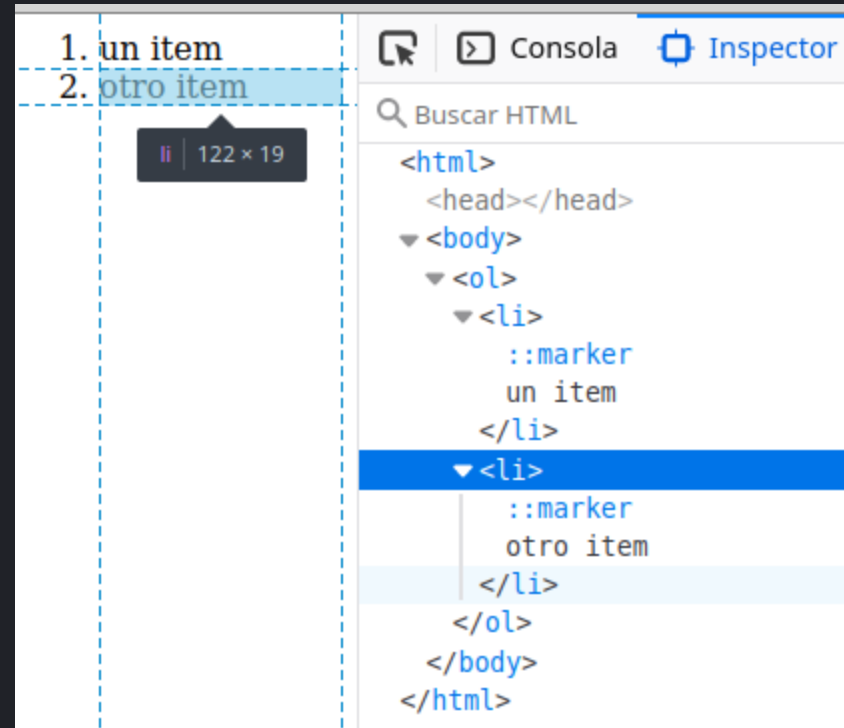 1. un item
2. otro item
li 122 × 19
Consola
Inspector
Buscar HTML
<html>
<head></head>
<body>
<ol>
<li>
::marker
un item
</li>
<li>
::marker
otro item
</li>
</ol>
</body>
</html>